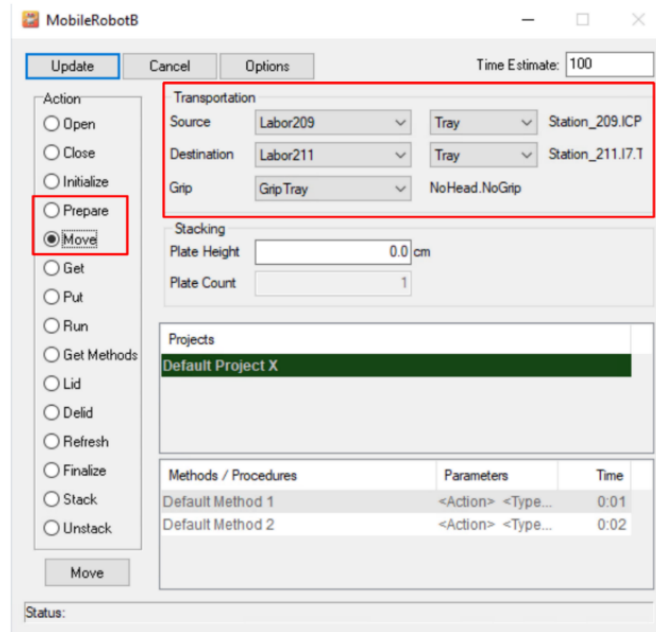 MobileRobotB
Update Cancel Options Time Estimate: 100
Action
Open
Close
Initialize
Prepare
Move
Get
Put
Run
Get Methods
Lid
Delid
Refresh
Finalize
Stack
Unstack
Move
Transportation
Source Labor209 Tray Station_209.ICP
Destination Labor211 Tray Station_211.I7.T
Grip GripTray NoHead.NoGrip
Stacking
Plate Height 0.0 cm
Plate Count 1
Projects
Default Project X
Methods / Procedures Parameters Time
Default Method 1 <Action> <Type... 0:01
Default Method 2 <Action> <Type... 0:02
Status: